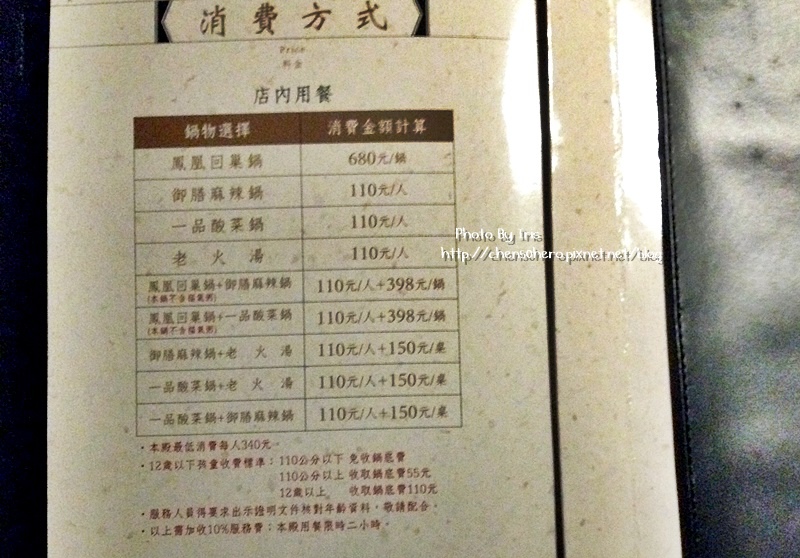 消費方式
Price
料金
店內用餐
鍋物選擇 消費金額計算
鳳凰回巢鍋 680元/鍋
御膳麻辣鍋 110元/人
一品酸菜鍋 110元/人
老火湯 110元/人
鳳凰回巢鍋+御膳麻辣鍋 110元/人+398元/鍋
(本鍋不含福氣粥)
鳳凰回巢鍋+一品酸菜鍋 110元/人+398元/鍋
(本鍋不含福氣粥)
御膳麻辣鍋+老火湯 110元/人+150元/桌
一品酸菜鍋+老火湯 110元/人+150元/桌
一品酸菜鍋+御膳麻辣鍋 110元/人+150元/桌
・本殿最低消費每人340元。
・12歲以下孩童收費標準：110公分以下 免收鍋底費
110公分以上 收取鍋底費55元
12歲以上 收取鍋底費110元
・服務人員得要求出示證明文件核對年齡資料，敬請配合。
・以上需加收10%服務費；本殿用餐限時二小時。
Photo By Iris